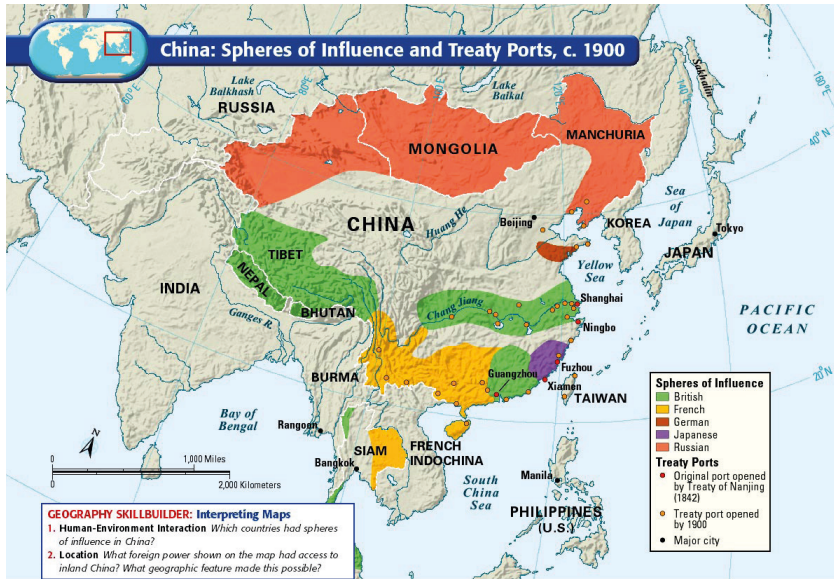 China: Spheres of Influence and Treaty Ports, c. 1900
Lake
Balkhash
RUSSIA
60°E
80°E
Lake
Baikal
120°E
140°E
Sakhalin
160°E
40°N
MONGOLIA
MANCHURIA
CHINA
Huang He
Beijing
KOREA
Sea
of
Japan
Tokyo
JAPAN
TIBET
Yellow
Sea
NEPAL
INDIA
BHUTAN
Ganges R.
Chang Jiang
Shanghai
Ningbo
PACIFIC
OCEAN
Guangzhou
Fuzhou
Xiamen
TAIWAN
20°N
BURMA
Bay of
Bengal
Rangoon
SIAM
Bangkok
FRENCH
INDOCHINA
South
China
Sea
Manila
PHILIPPINES
(U.S.)
N
0
1,000 Miles
0
2,000 Kilometers
Spheres of Influence
British
French
German
Japanese
Russian
Treaty Ports
Original port opened
by Treaty of Nanjing
(1842)
Treaty port opened
by 1900
Major city
GEOGRAPHY SKILLBUILDER: Interpreting Maps
1. Human-Environment Interaction Which countries had spheres
of influence in China?
2. Location What foreign power shown on the map had access to
inland China? What geographic feature made this possible?